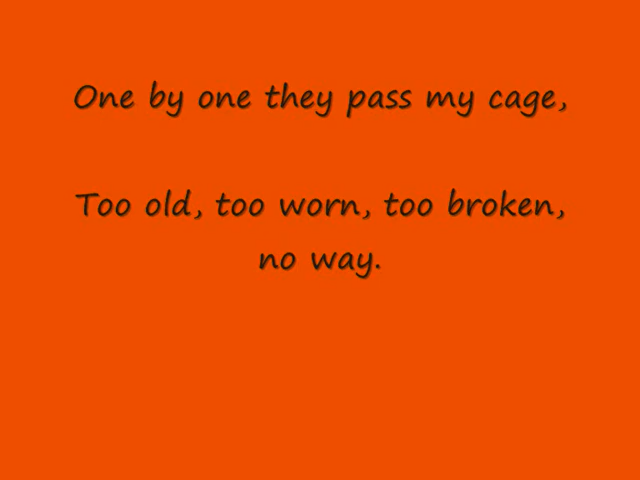 One by one they pass my cage,
Too old, too worn, too broken,
no way.